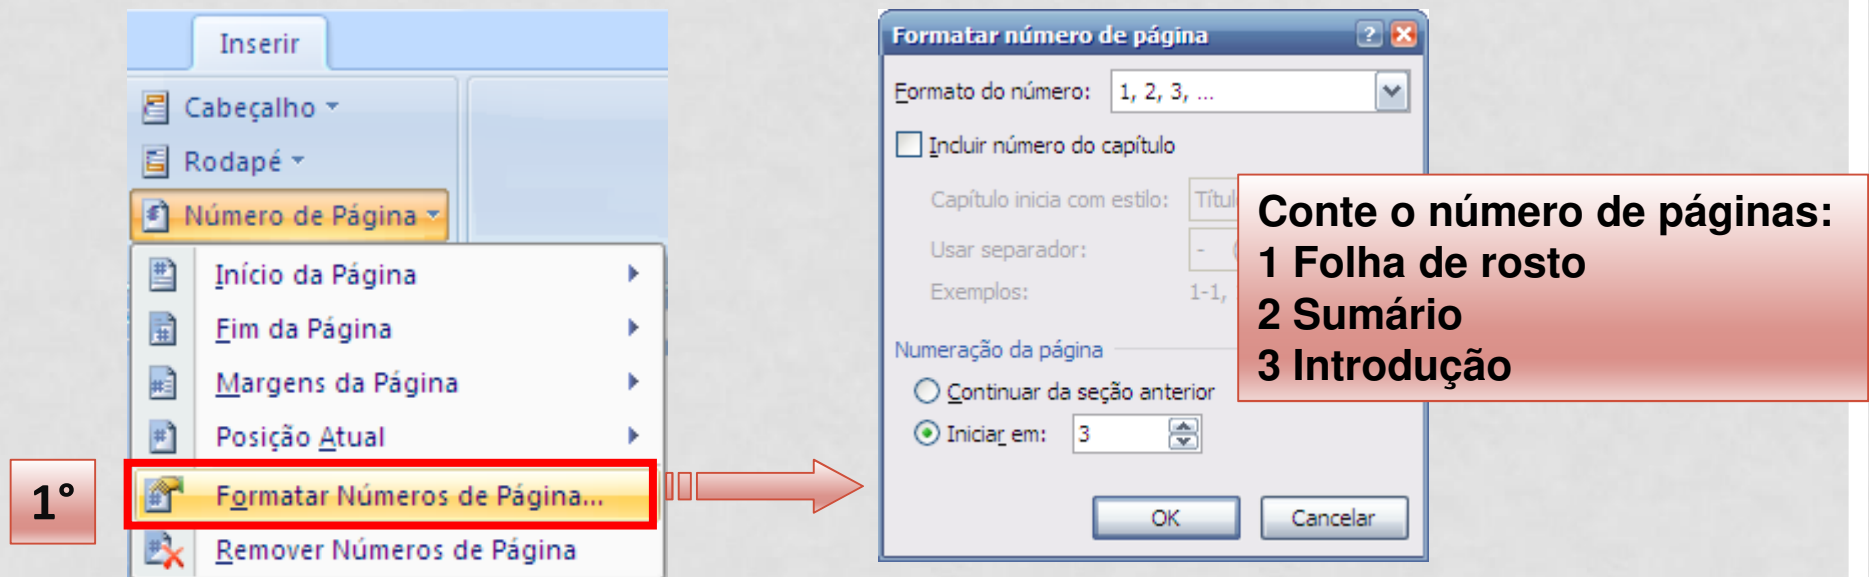 Inserir
Cabeçalho
Rodapé
Número de Página
Início da Página
Fim da Página
Margens da Página
Posição Atual
1°
Formatar Números de Página...
Remover Números de Página
Formatar número de página
Formato do número: 1, 2, 3, ...
Incluir número do capítulo
Capítulo inicia com estilo:
Usar separador: -
Exemplos: 1-1,
Numeração da página
Continuar da seção anterior
Iniciar em: 3
OK Cancelar
Conte o número de páginas:
1 Folha de rosto
2 Sumário
3 Introdução